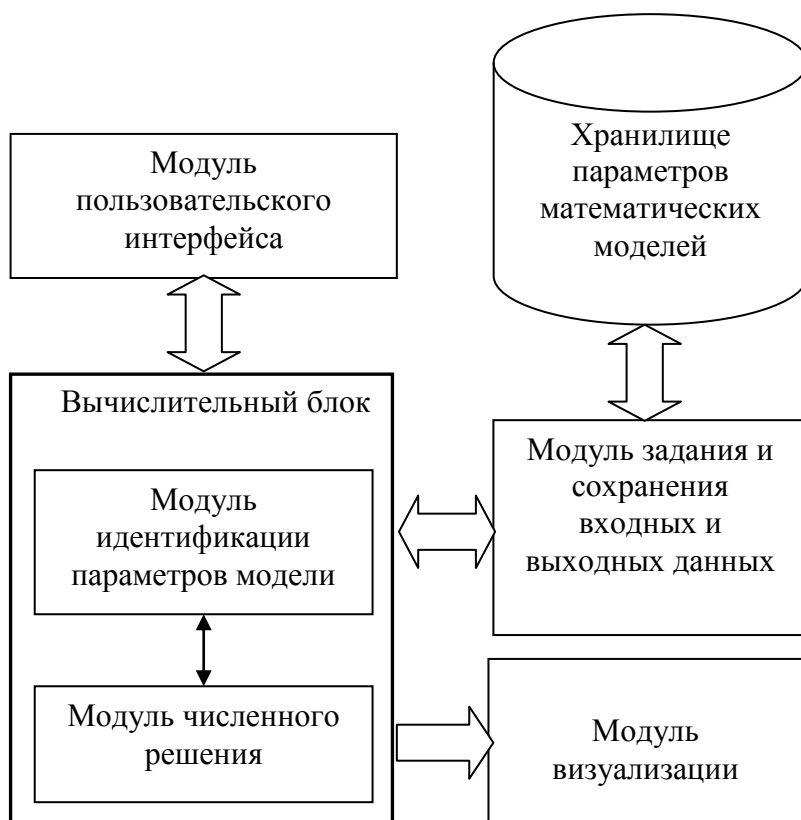 Модуль
пользовательского
интерфейса
Хранилище
параметров
математических
моделей
Вычислительный блок
Модуль
идентификации
параметров модели
Модуль численного
решения
Модуль задания и
сохранения
входных и
выходных данных
Модуль
визуализации